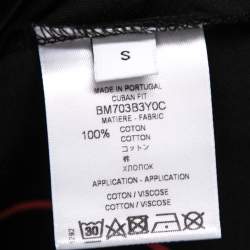 S
MADE IN PORTUGAL
CUBAN FIT
BM703B3Y0C
MATIERE - FABRIC
100% COTON
COTTON
コットン
棉
ХЛОПОК
APPLICATION - APPLICATION
COTON / VISCOSE
COTTON / VISCOSE
30